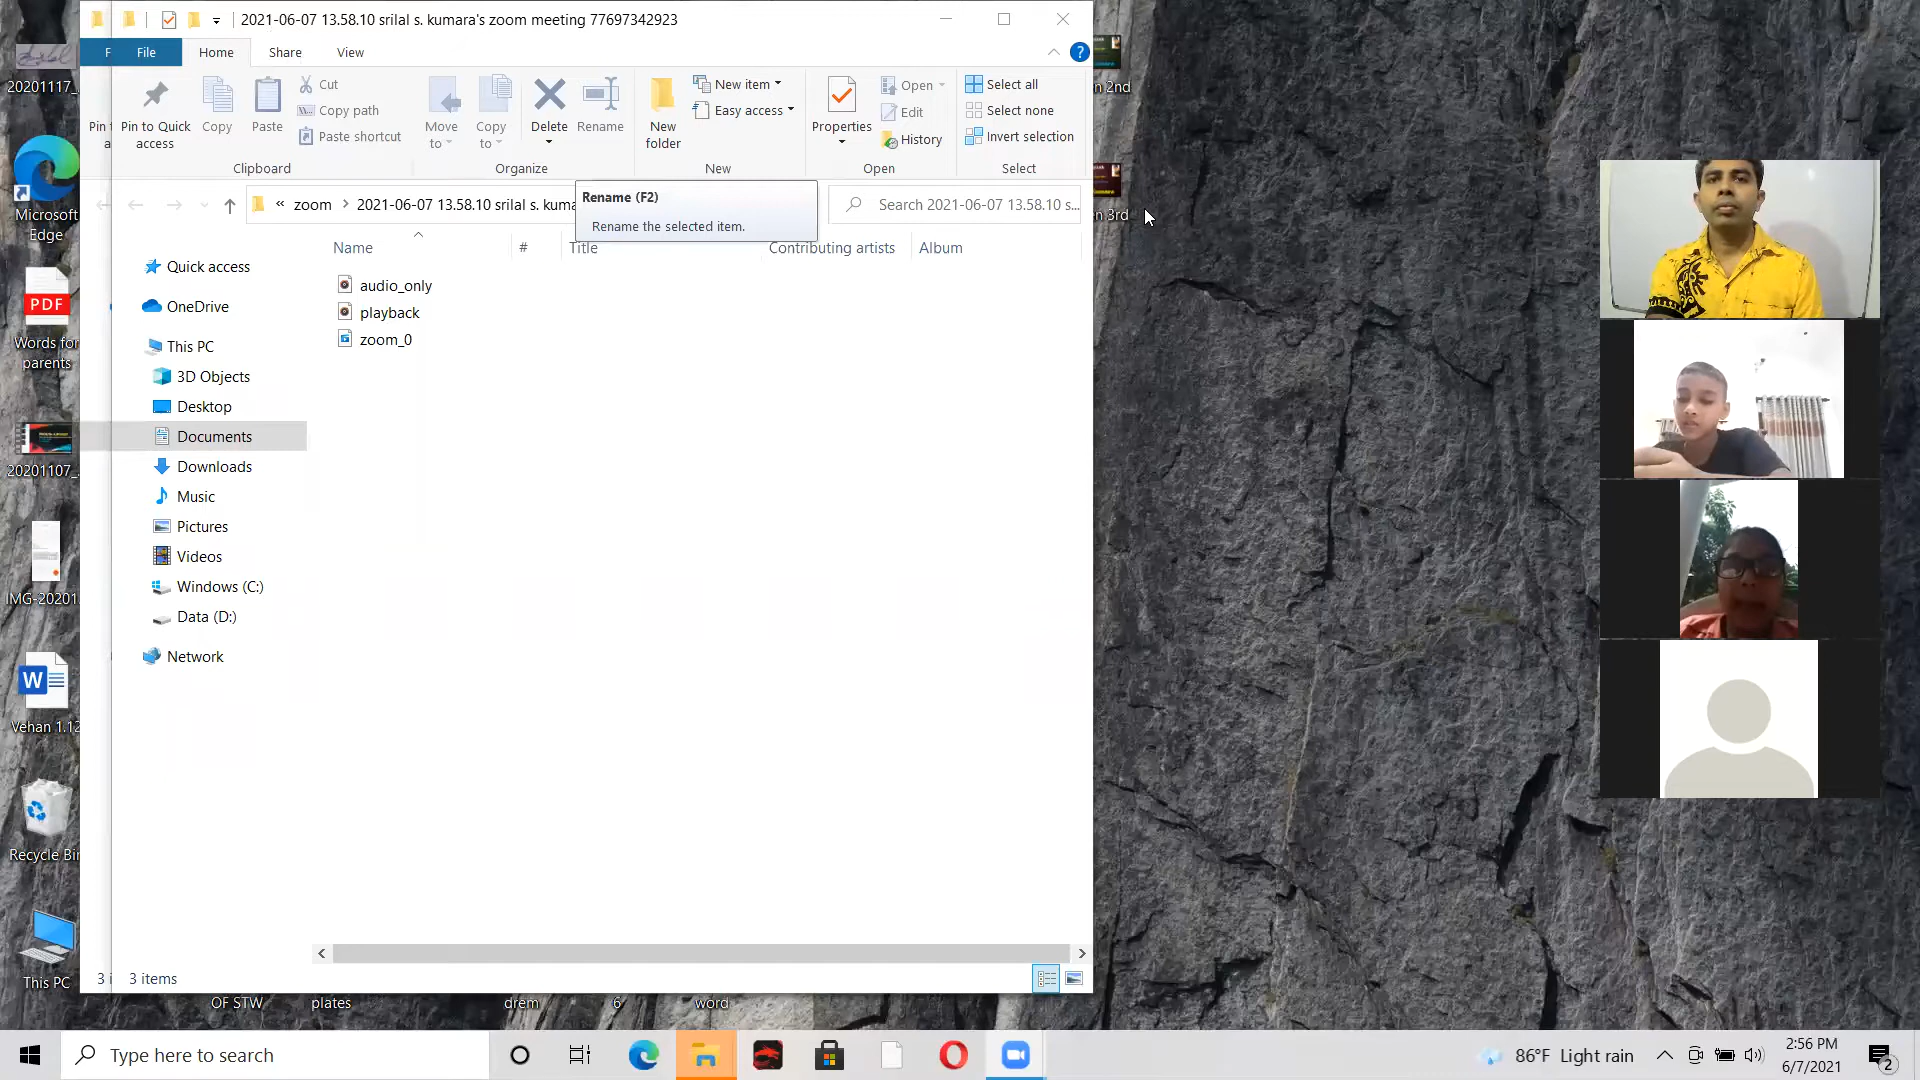 2021-06-07 13.58.10 srilal s. kumara's zoom meeting 77697342923
F
File
Home
Share
View
Pin to Quick access
Copy
Paste
Cut
Copy path
Paste shortcut
Clipboard
Move to
Copy to
Delete
Rename
Organize
New folder
New item
Easy access
New
Properties
Open
Edit
History
Open
Select all
Select none
Invert selection
Select
« zoom > 2021-06-07 13.58.10 srilal s. kuma
Search 2021-06-07 13.58.10 s...
Rename (F2)
Rename the selected item.
Name
#
Title
Contributing artists
Album
audio_only
playback
zoom_0
Quick access
OneDrive
This PC
3D Objects
Desktop
Documents
Downloads
Music
Pictures
Videos
Windows (C:)
Data (D:)
Network
3 i
3 items
20201117_
Microsoft
Edge
PDF
Words for
parents
20201107_
IMG-20201
W
Vehan 1.12
Recycle Bin
This PC
n 2nd
n 3rd
OF STW
plates
drem
6
word
Type here to search
86°F Light rain
2:56 PM
6/7/2021
2